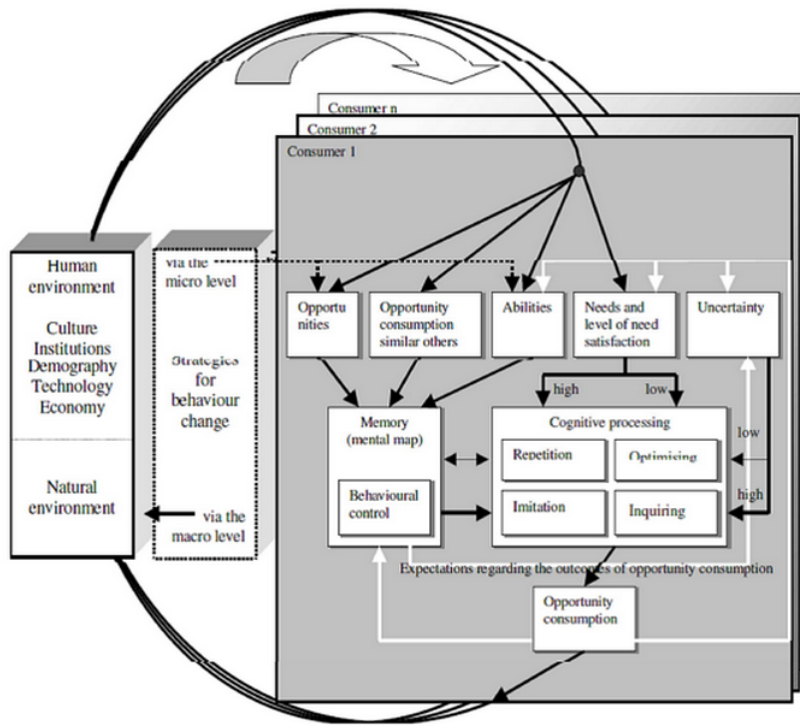 Consumer n
Consumer 2
Consumer 1
Human
environment
Culture
Institutions
Demography
Technology
Economy
Natural
environment
via the
micro level
Strategies
for
behaviour
change
via the
macro level
Opportu
nities
Opportunity
consumption
similar others
Abilities
Needs and
level of need
satisfaction
Uncertainty
high
low
Memory
(mental map)
Behavioural
control
Cognitive processing
Repetition
Optimising
Imitation
Inquiring
low
high
Expectations regarding the outcomes of opportunity consumption
Opportunity
consumption